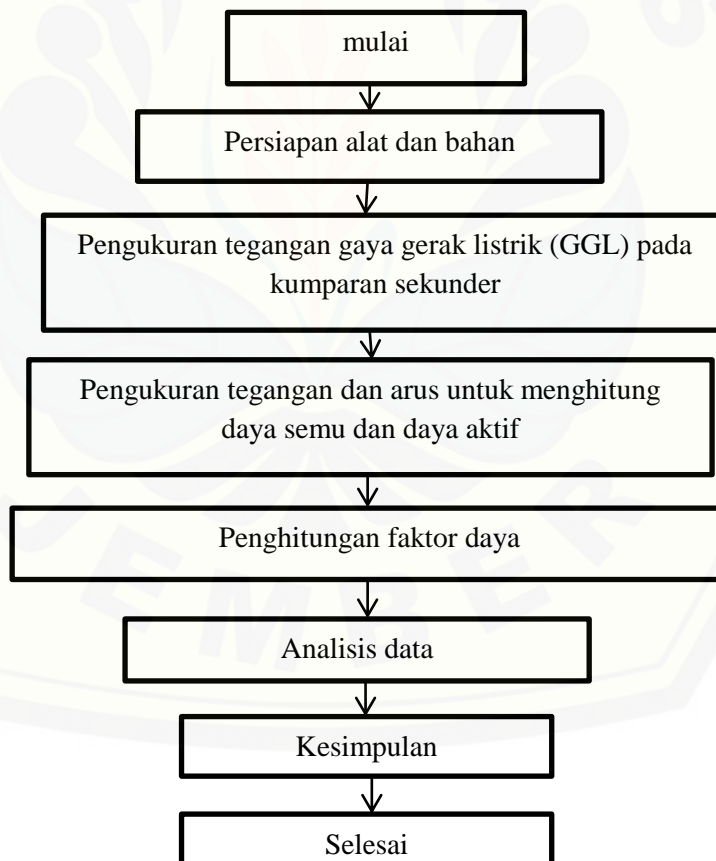 mulai
Persiapan alat dan bahan
Pengukuran tegangan gaya gerak listrik (GGL) pada
kumparan sekunder
Pengukuran tegangan dan arus untuk menghitung
daya semu dan daya aktif
Penghitungan faktor daya
Analisis data
Kesimpulan
Selesai